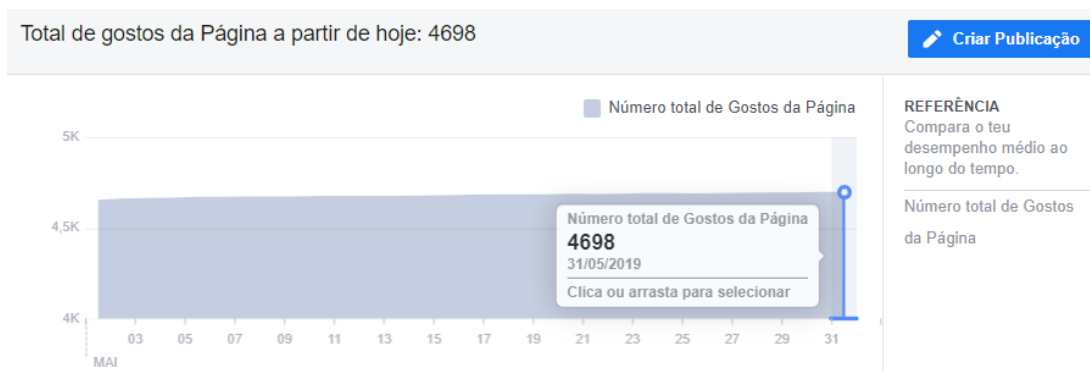 Total de gostos da Página a partir de hoje: 4698
Criar Publicação
Número total de Gostos da Página
5K
4,5K
4K
Número total de Gostos da Página
4698
31/05/2019
Clica ou arrasta para selecionar
03 05 07 09 11 13 15 17 19 21 23 25 27 29 31
MAI
REFERÊNCIA
Compara o teu
desempenho médio ao
longo do tempo.
Número total de Gostos
da Página